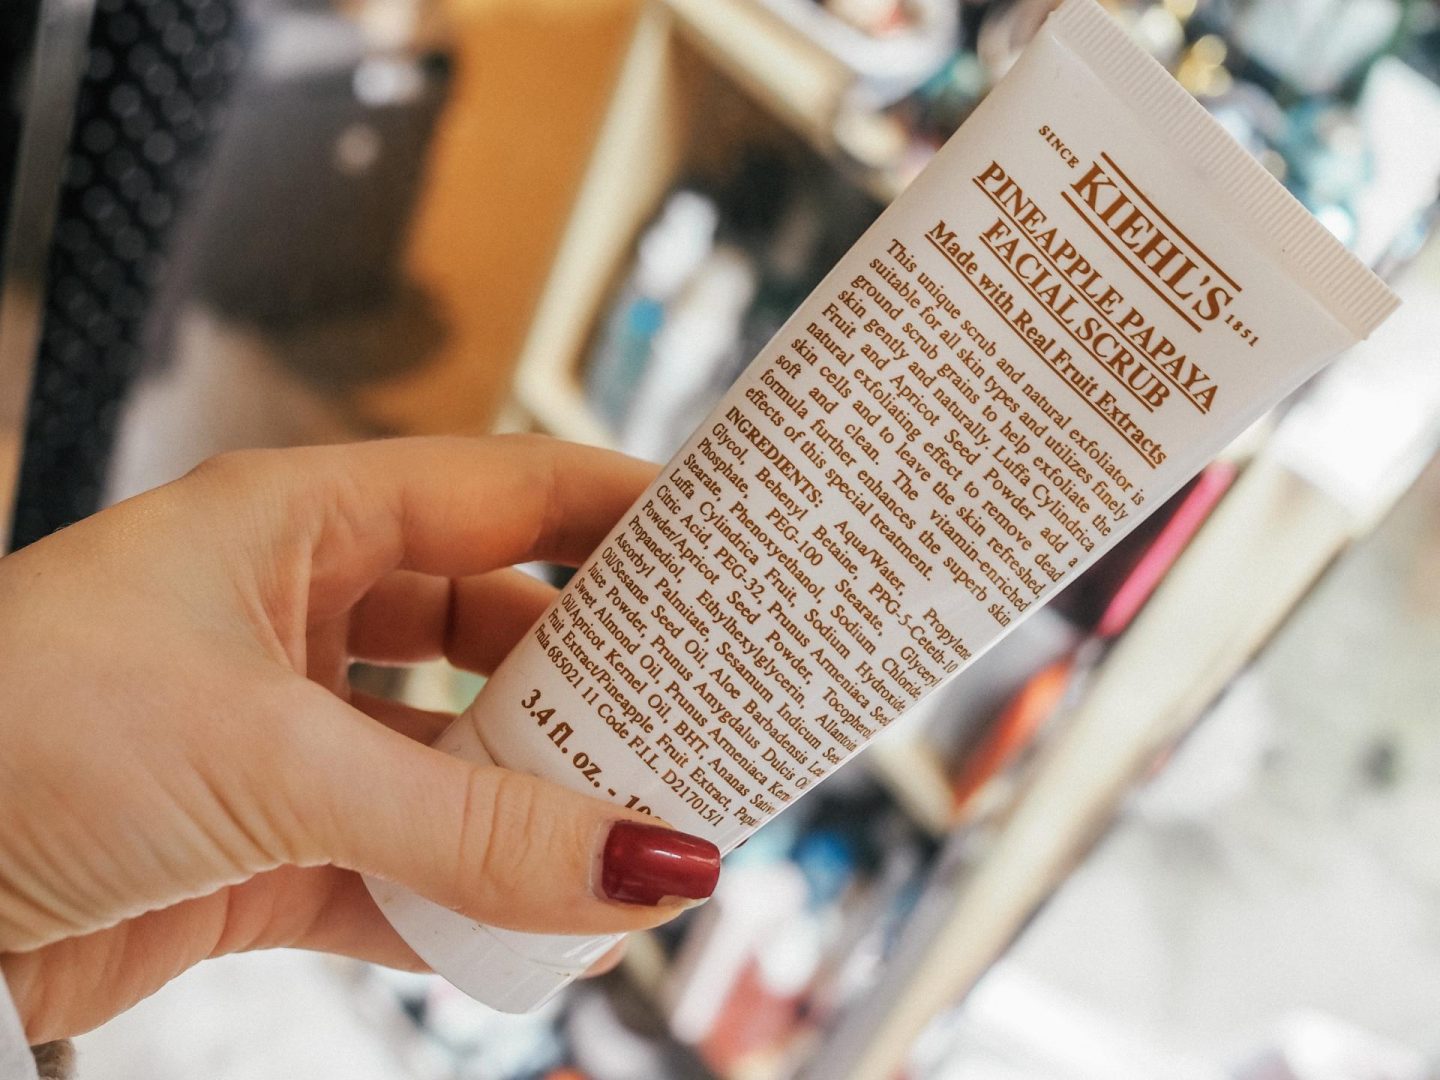 SINCE KIEHL'S 1851
PINEAPPLE PAPAYA
FACIAL SCRUB
Made with Real Fruit Extracts
This unique scrub and natural exfoliator is
suitable for all skin types and utilizes finely
ground scrub grains to help exfoliate the
skin gently and naturally. Luffa Cylindrica
Fruit and Apricot Seed Powder add a
natural exfoliating effect to remove dead
skin cells and to leave the skin refreshed,
soft and clean. The vitamin-enriched
formula further enhances the superb skin
effects of this special treatment.
INGREDIENTS: Aqua/Water, Propylene
Glycol, Behenyl Betaine, PPG-5-Ceteth-10
Phosphate, PEG-100 Stearate, Glyceryl
Stearate, Phenoxyethanol, Sodium Chloride,
Luffa Cylindrica Fruit, Sodium Hydroxide,
Citric Acid, PEG-32, Prunus Armeniaca Seed
Powder/Apricot Seed Powder, Tocopherol,
Propanediol, Ethylhexylglycerin, Allantoin,
Ascorbyl Palmitate, Sesamum Indicum Seed
Oil/Sesame Seed Oil, Aloe Barbadensis Leaf
Juice Powder, Prunus Amygdalus Dulcis Oil/
Sweet Almond Oil, Prunus Armeniaca Kernel
Oil/Apricot Kernel Oil, BHT, Ananas Sativus
Fruit Extract/Pineapple Fruit Extract,
Fmla 685021 11 Code F.I.L. D217015/1
3.4 fl. oz. -